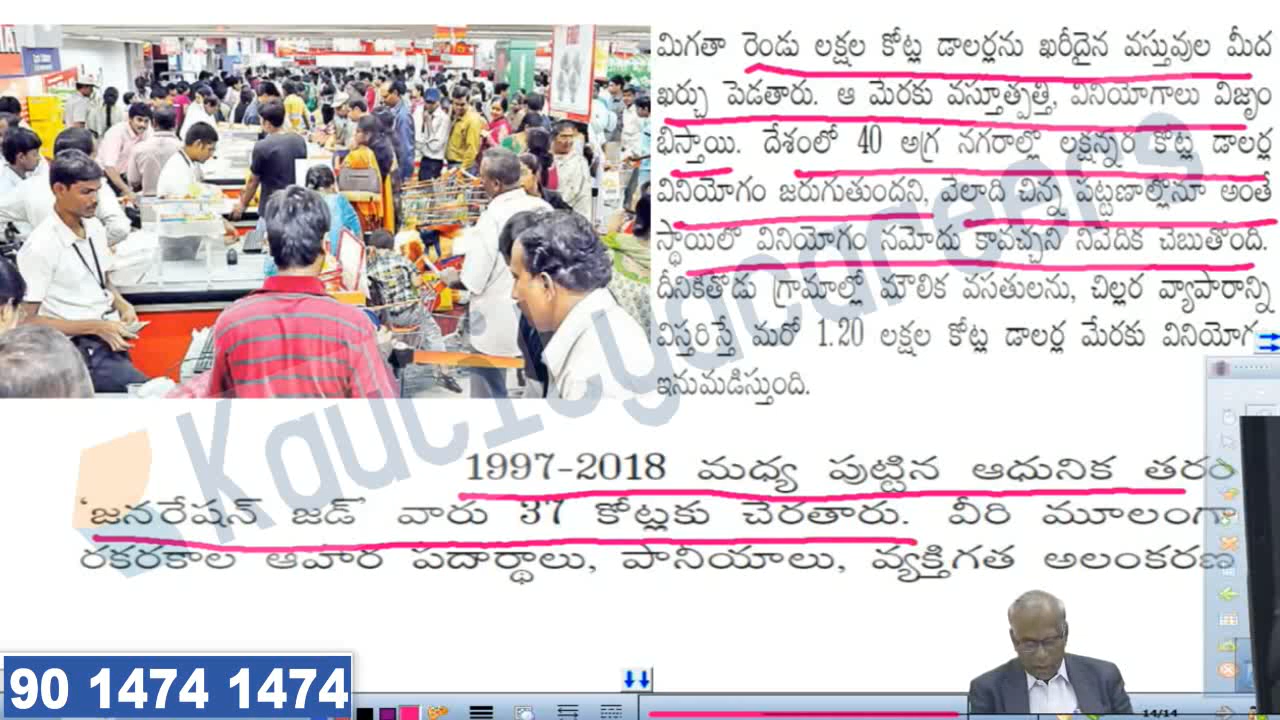 మిగతా రెండు లక్షల కోట్ల డాలర్లను ఖరీదైన వస్తువుల మీద
ఖర్చు పెడతారు. ఆ మేరకు వస్తూత్పత్తి, వినియోగాలు విజృం
భిస్తాయి. దేశంలో 40 అగ్ర నగరాల్లో లక్షన్నర కోట్ల డాలర్ల
వినియోగం జరుగుతుందని, వేలాది చిన్న పట్టణాల్లోనూ అంతే
స్థాయిలో వినియోగం నమోదు కావచ్చని నివేదిక చెబుతోంది.
దీనికితోడు గ్రామాల్లో మౌలిక వసతులను, చిల్లర వ్యాపారాన్ని
విస్తరిస్తే మరో 1.20 లక్షల కోట్ల డాలర్ల మేరకు వినియోగం
ఇనుమడిస్తుంది.
1997-2018 మధ్య పుట్టిన ఆధునిక తరం
'జనరేషన్ జడ్' వారు 37 కోట్లకు చేరతారు. వీరి మూలంగా
రకరకాల ఆహార పదార్థాలు, పానీయాలు, వ్యక్తిగత అలంకరణ
Kautilyacareers
90 1474 1474
14/14